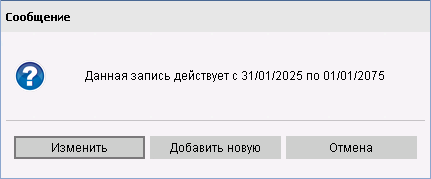 Сообщение
Данная запись действует с 31/01/2025 по 01/01/2075
Изменить
Добавить новую
Отмена